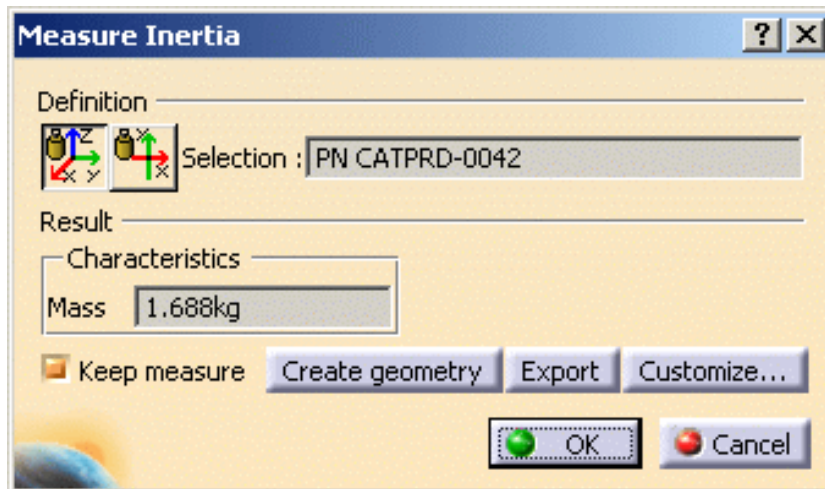 Measure Inertia
Definition
Selection : PN CATPRD-0042
Result
Characteristics
Mass 1.688kg
Keep measure Create geometry Export Customize...
OK Cancel